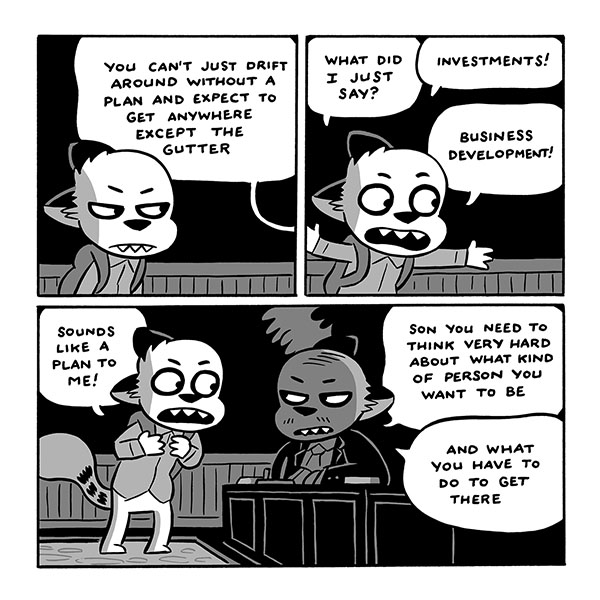 YOU CAN'T JUST DRIFT
AROUND WITHOUT A
PLAN AND EXPECT TO
GET ANYWHERE
EXCEPT THE
GUTTER
WHAT DID
I JUST
SAY?
INVESTMENTS!
BUSINESS
DEVELOPMENT!
SOUNDS
LIKE A
PLAN TO
ME!
SON YOU NEED TO
THINK VERY HARD
ABOUT WHAT KIND
OF PERSON YOU
WANT TO BE
AND WHAT
YOU HAVE TO
DO TO GET
THERE